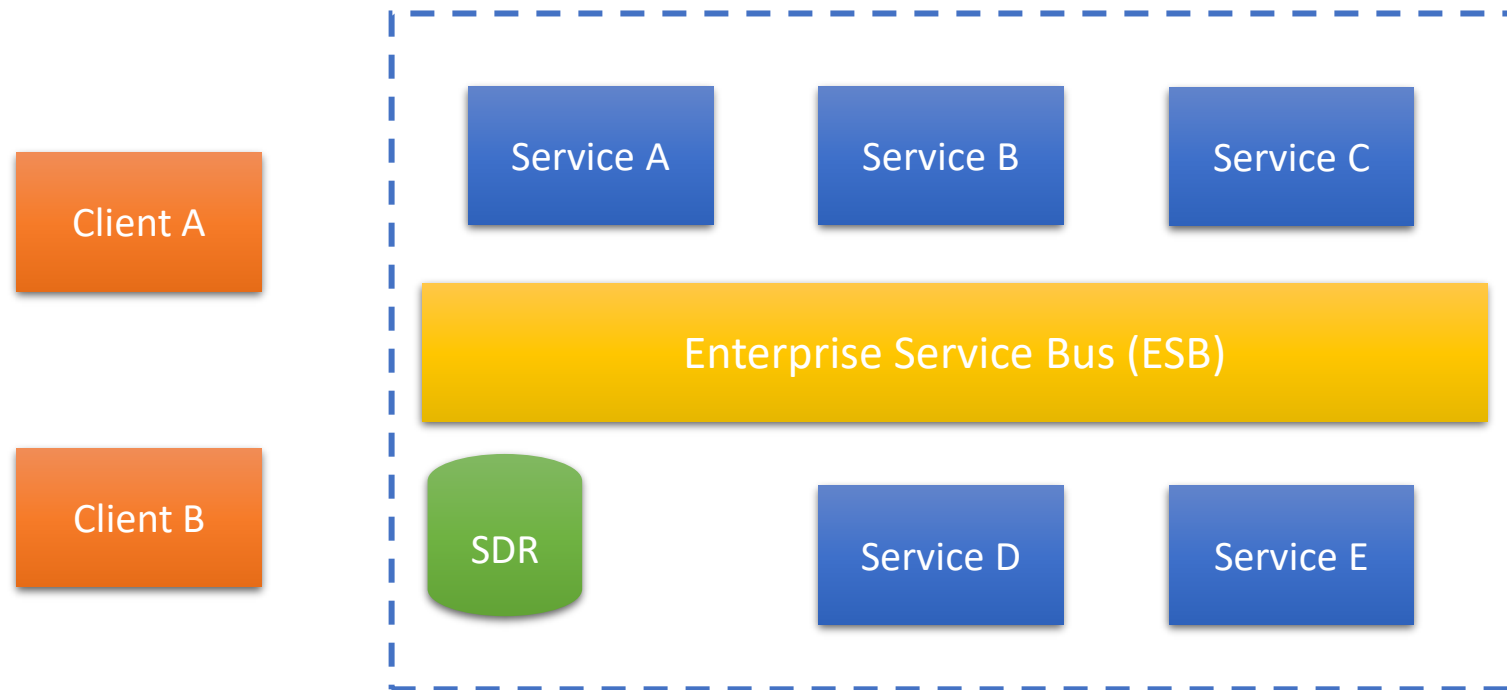 Service A
Service B
Service C
Client A
Enterprise Service Bus (ESB)
Client B
SDR
Service D
Service E